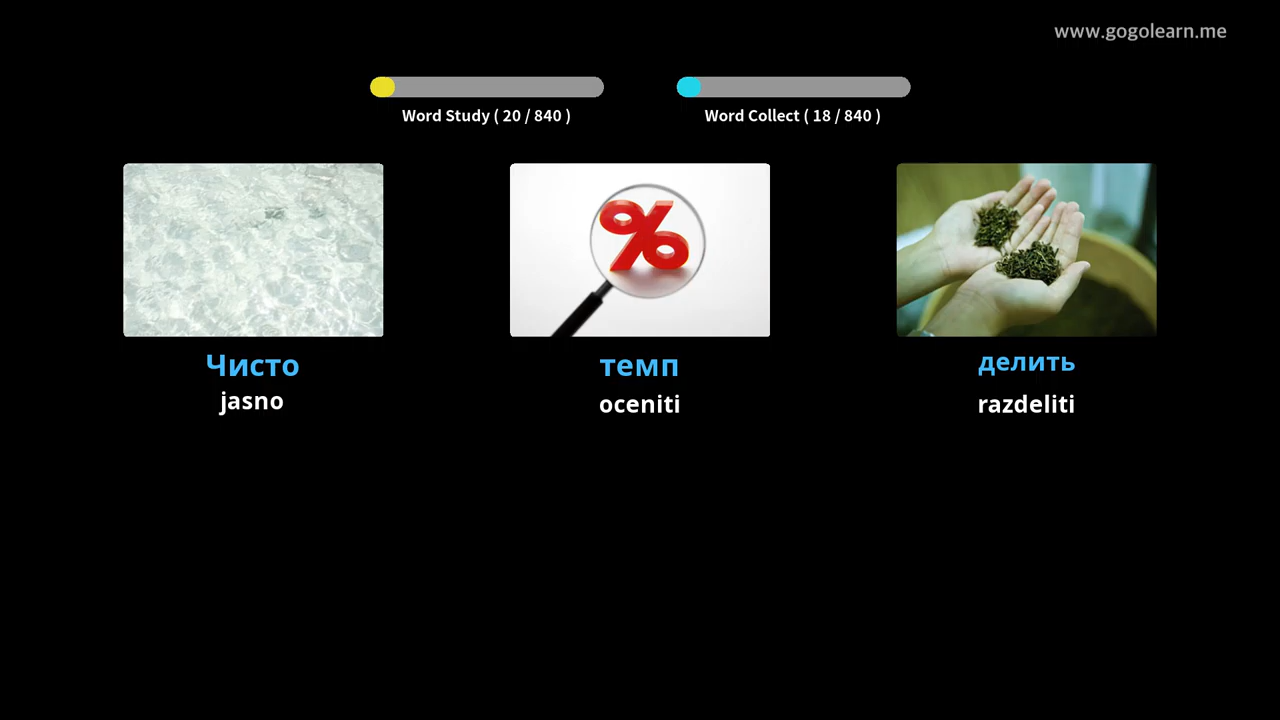 www.gogolearn.me
Word Study ( 20 / 840 )
Word Collect ( 18 / 840 )
%
Чисто
jasno
темп
oceniti
делить
razdeliti